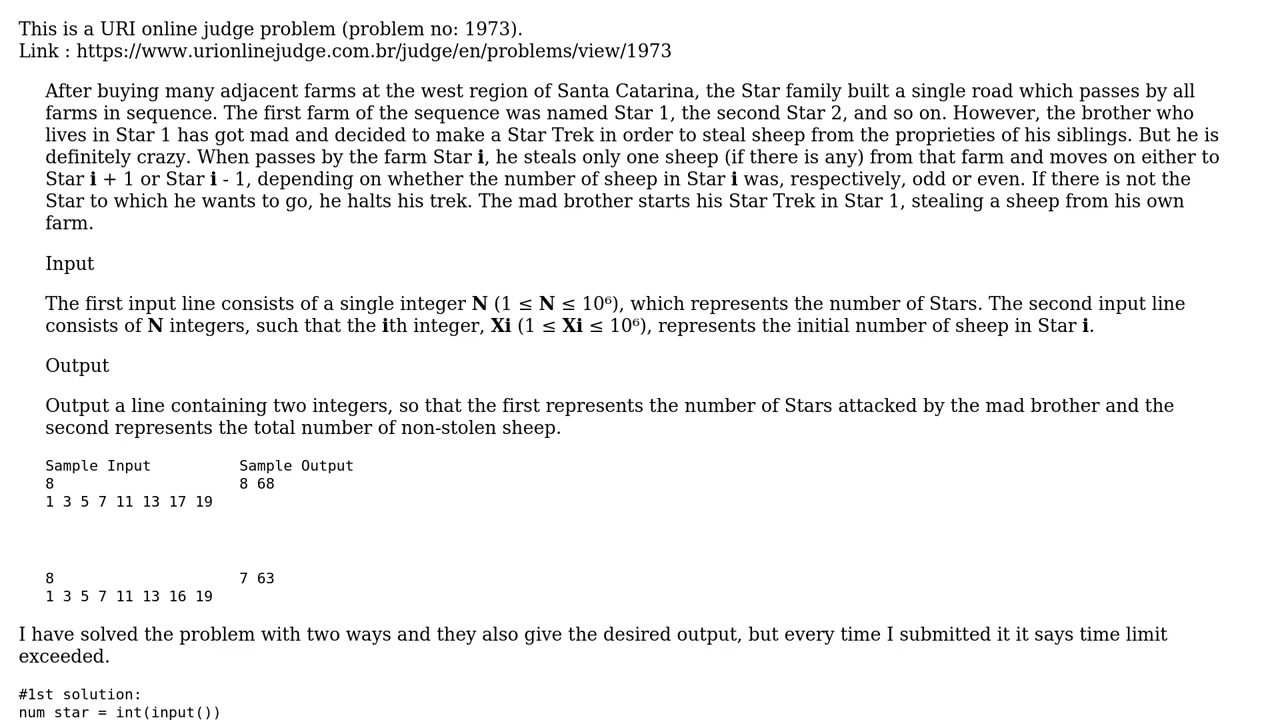 This is a URI online judge problem (problem no: 1973).
Link : https://www.urionlinejudge.com.br/judge/en/problems/view/1973
After buying many adjacent farms at the west region of Santa Catarina, the Star family built a single road which passes by all
farms in sequence. The first farm of the sequence was named Star 1, the second Star 2, and so on. However, the brother who
lives in Star 1 has got mad and decided to make a Star Trek in order to steal sheep from the proprieties of his siblings. But he is
definitely crazy. When passes by the farm Star i, he steals only one sheep (if there is any) from that farm and moves on either to
Star i + 1 or Star i - 1, depending on whether the number of sheep in Star i was, respectively, odd or even. If there is not the
Star to which he wants to go, he halts his trek. The mad brother starts his Star Trek in Star 1, stealing a sheep from his own
farm.
Input
The first input line consists of a single integer N (1 ≤ N ≤ 10⁶), which represents the number of Stars. The second input line
consists of N integers, such that the ith integer, Xi (1 ≤ Xi ≤ 10⁶), represents the initial number of sheep in Star i.
Output
Output a line containing two integers, so that the first represents the number of Stars attacked by the mad brother and the
second represents the total number of non-stolen sheep.
Sample Input          Sample Output
8                     8 68
1 3 5 7 11 13 17 19
8                     7 63
1 3 5 7 11 13 16 19
I have solved the problem with two ways and they also give the desired output, but every time I submitted it it says time limit
exceeded.
#1st solution:
num_star = int(input())